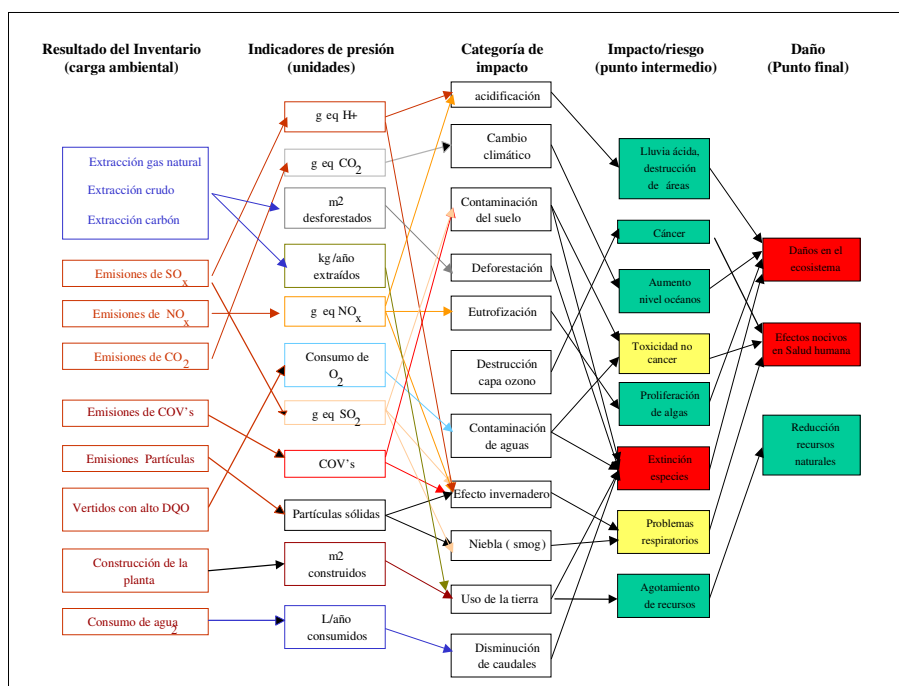 Resultado del Inventario
(carga ambiental)
Indicadores de presión
(unidades)
Categoría de
impacto
Impacto/riesgo
(punto intermedio)
Daño
(Punto final)
Extracción gas natural
Extracción crudo
Extracción carbón
Emisiones de SOx
Emisiones de NOx
Emisiones de CO2
Emisiones de COV's
Emisiones Partículas
Vertidos con alto DQO
Construcción de la
planta
Consumo de agua2
g eq H+
g eq CO2
m2
desforestados
kg/año
extraídos
g eq NOx
Consumo de
O2
g eq SO2
COV's
Partículas sólidas
m2
construidos
L/año
consumidos
acidificación
Cambio
climático
Contaminación
del suelo
Deforestación
Eutrofización
Destrucción
capa ozono
Contaminación
de aguas
Efecto invernadero
Niebla ( smog)
Uso de la tierra
Disminución
de caudales
Lluvia ácida,
destrucción
de áreas
Cáncer
Aumento
nivel océanos
Toxicidad no
cancer
Proliferación
de algas
Extinción
especies
Problemas
respiratorios
Agotamiento
de recursos
Daños en el
ecosistema
Efectos nocivos
en Salud humana
Reducción
recursos
naturales